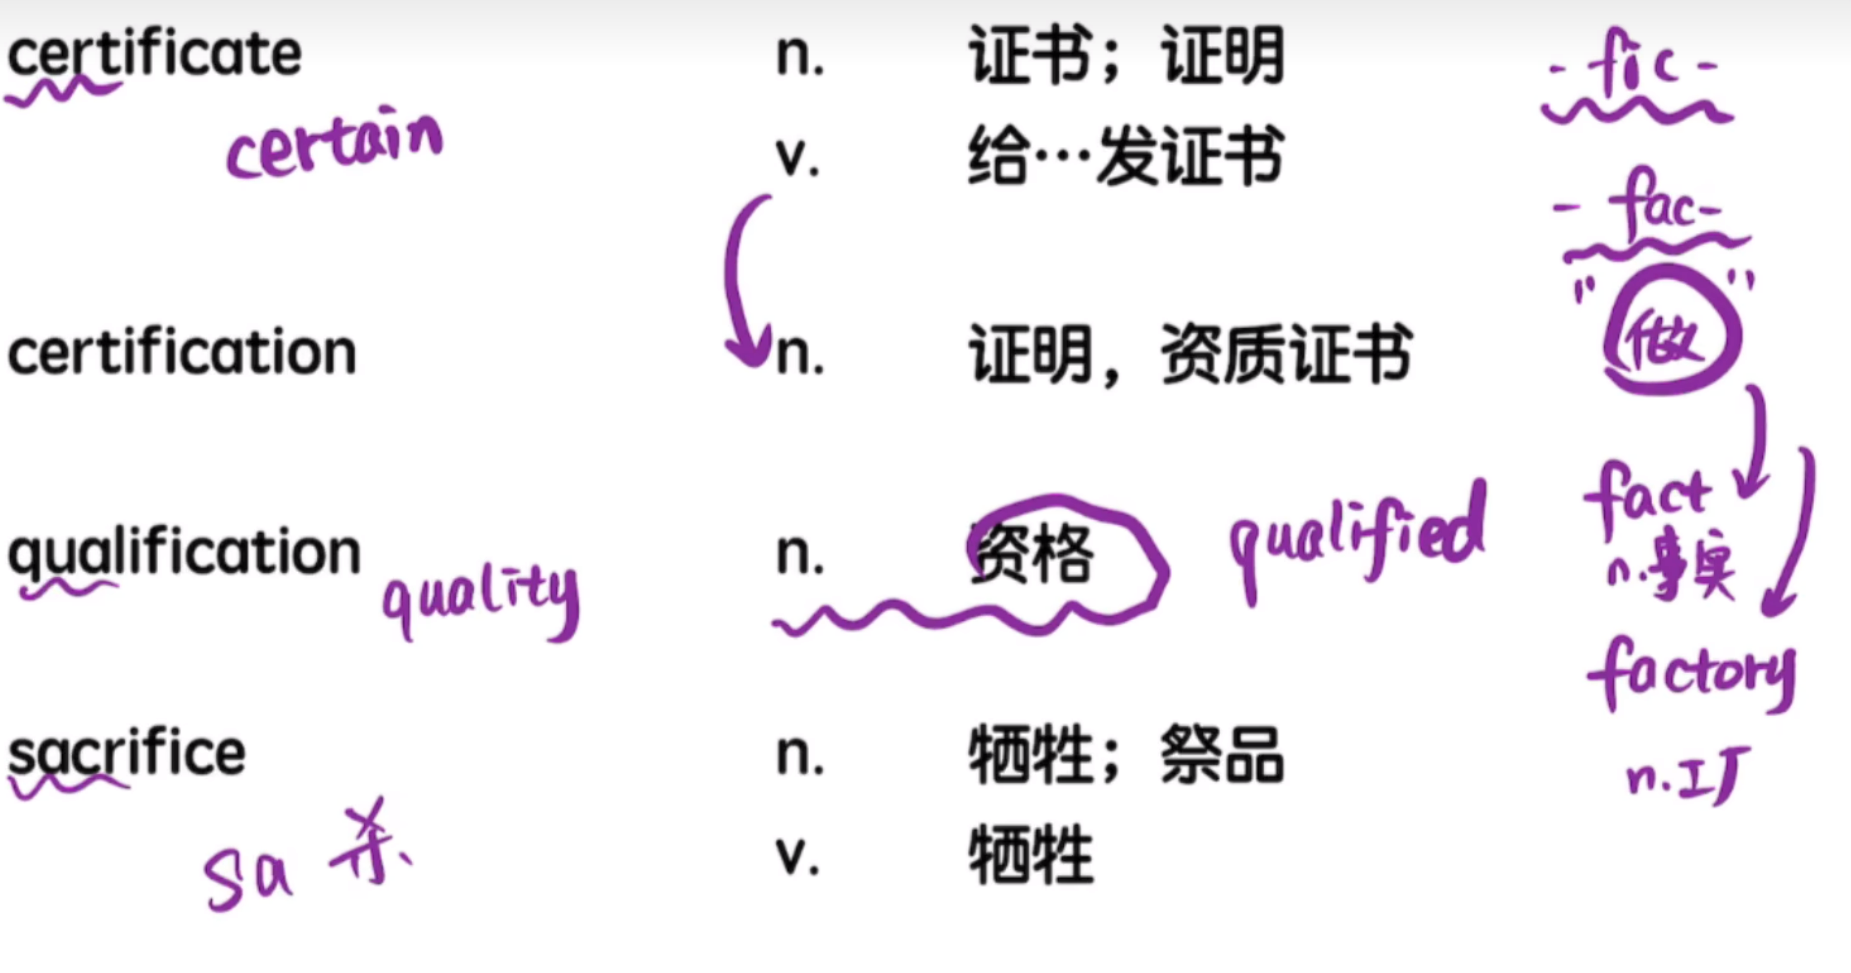 certificate n. 证书；证明 -fic-
certain v. 给…发证书
-fac-
"做"
certification n. 证明，资质证书
fact
n.事实
qualification quality n. 资格 qualified
factory
n.工厂
sacrifice n. 牺牲；祭品
sa 杀 v. 牺牲